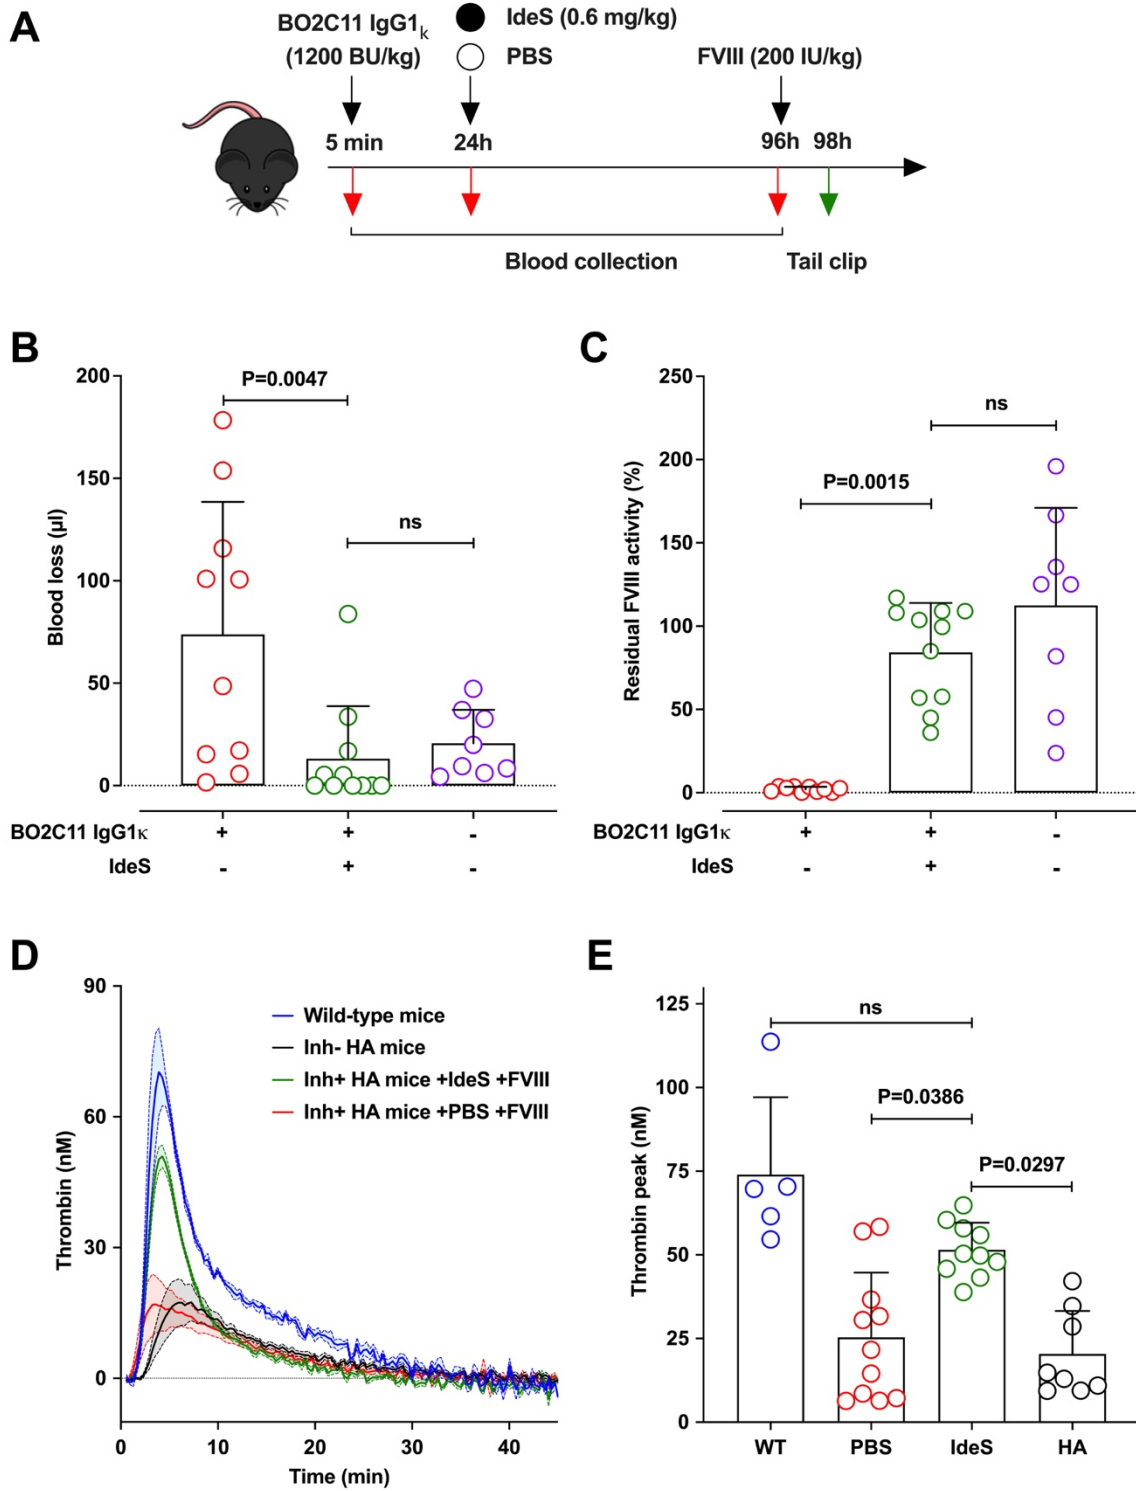 A
BO2C11 IgG1k
(1200 BU/kg)
IdeS (0.6 mg/kg)
PBS
FVIII (200 IU/kg)
5 min
24h
96h
98h
Blood collection
Tail clip
B
200
150
100
50
0
Blood loss (µl)
P=0.0047
ns
BO2C11 IgG1κ + + -
IdeS - + -
C
250
200
150
100
50
0
Residual FVIII activity (%)
P=0.0015
ns
BO2C11 IgG1κ + + -
IdeS - + -
D
90
60
30
0
Thrombin (nM)
Wild-type mice
Inh- HA mice
Inh+ HA mice +IdeS +FVIII
Inh+ HA mice +PBS +FVIII
0 10 20 30 40
Time (min)
E
125
100
75
50
25
0
Thrombin peak (nM)
ns
P=0.0386
P=0.0297
WT PBS IdeS HA